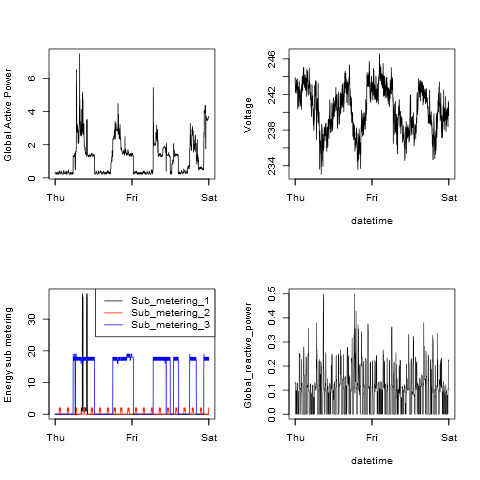 Global Active Power
6
4
2
0
Thu Fri Sat
Voltage
246
242
238
234
Thu Fri Sat
datetime
Energy sub metering
30
20
10
0
Sub_metering_1
Sub_metering_2
Sub_metering_3
Thu Fri Sat
Global_reactive_power
0.5
0.4
0.3
0.2
0.1
0.0
Thu Fri Sat
datetime